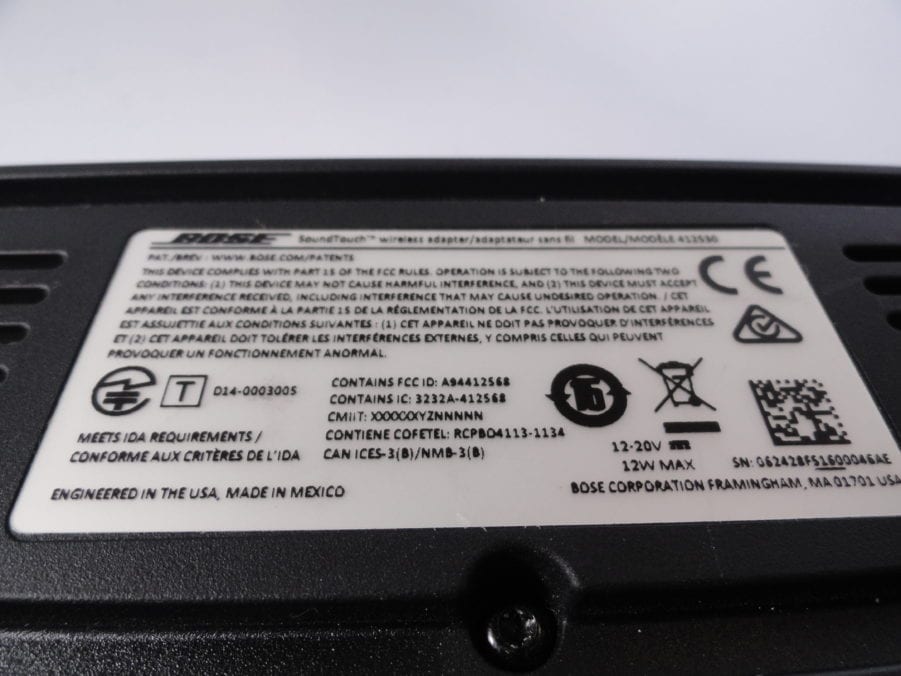 BOSE SoundTouch™ wireless adapter/adaptateur sans fil MODEL/MODÈLE 412530
PAT./BREV : WWW.BOSE.COM/PATENTS
THIS DEVICE COMPLIES WITH PART 15 OF THE FCC RULES. OPERATION IS SUBJECT TO THE FOLLOWING TWO
CONDITIONS: (1) THIS DEVICE MAY NOT CAUSE HARMFUL INTERFERENCE, AND (2) THIS DEVICE MUST ACCEPT
ANY INTERFERENCE RECEIVED, INCLUDING INTERFERENCE THAT MAY CAUSE UNDESIRED OPERATION. / CET
APPAREIL EST CONFORME À LA PARTIE 15 DE LA RÉGLEMENTATION DE LA FCC. L'UTILISATION DE CET APPAREIL
EST ASSUJETTIE AUX CONDITIONS SUIVANTES : (1) CET APPAREIL NE DOIT PAS PROVOQUER D'INTERFÉRENCES
ET (2) CET APPAREIL DOIT TOLÉRER LES INTERFÉRENCES EXTERNES, Y COMPRIS CELLES QUI PEUVENT
PROVOQUER UN FONCTIONNEMENT ANORMAL.
CE
T D14-0003005
CONTAINS FCC ID: A94412568
CONTAINS IC: 3232A-412568
CMIIT: XXXXXXYZNNNNN
CONTIENE COFETEL: RCPBO4113-1134
CAN ICES-3(B)/NMB-3(B)
MEETS IDA REQUIREMENTS /
CONFORME AUX CRITÈRES DE L'IDA
15
12-20V
12W MAX
SN: 062428F51600046AE
ENGINEERED IN THE USA, MADE IN MEXICO
BOSE CORPORATION FRAMINGHAM, MA 01701 USA